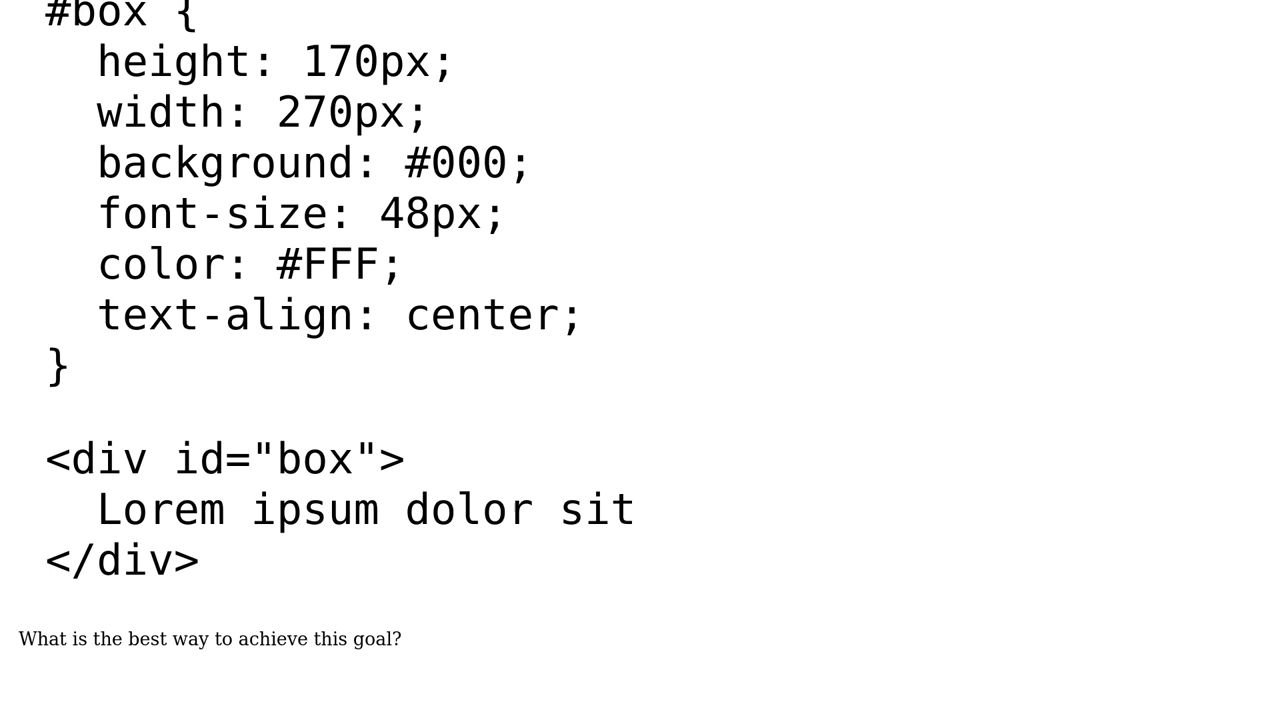 #box {
  height: 170px;
  width: 270px;
  background: #000;
  font-size: 48px;
  color: #FFF;
  text-align: center;
}
<div id="box">
  Lorem ipsum dolor sit
</div>
What is the best way to achieve this goal?